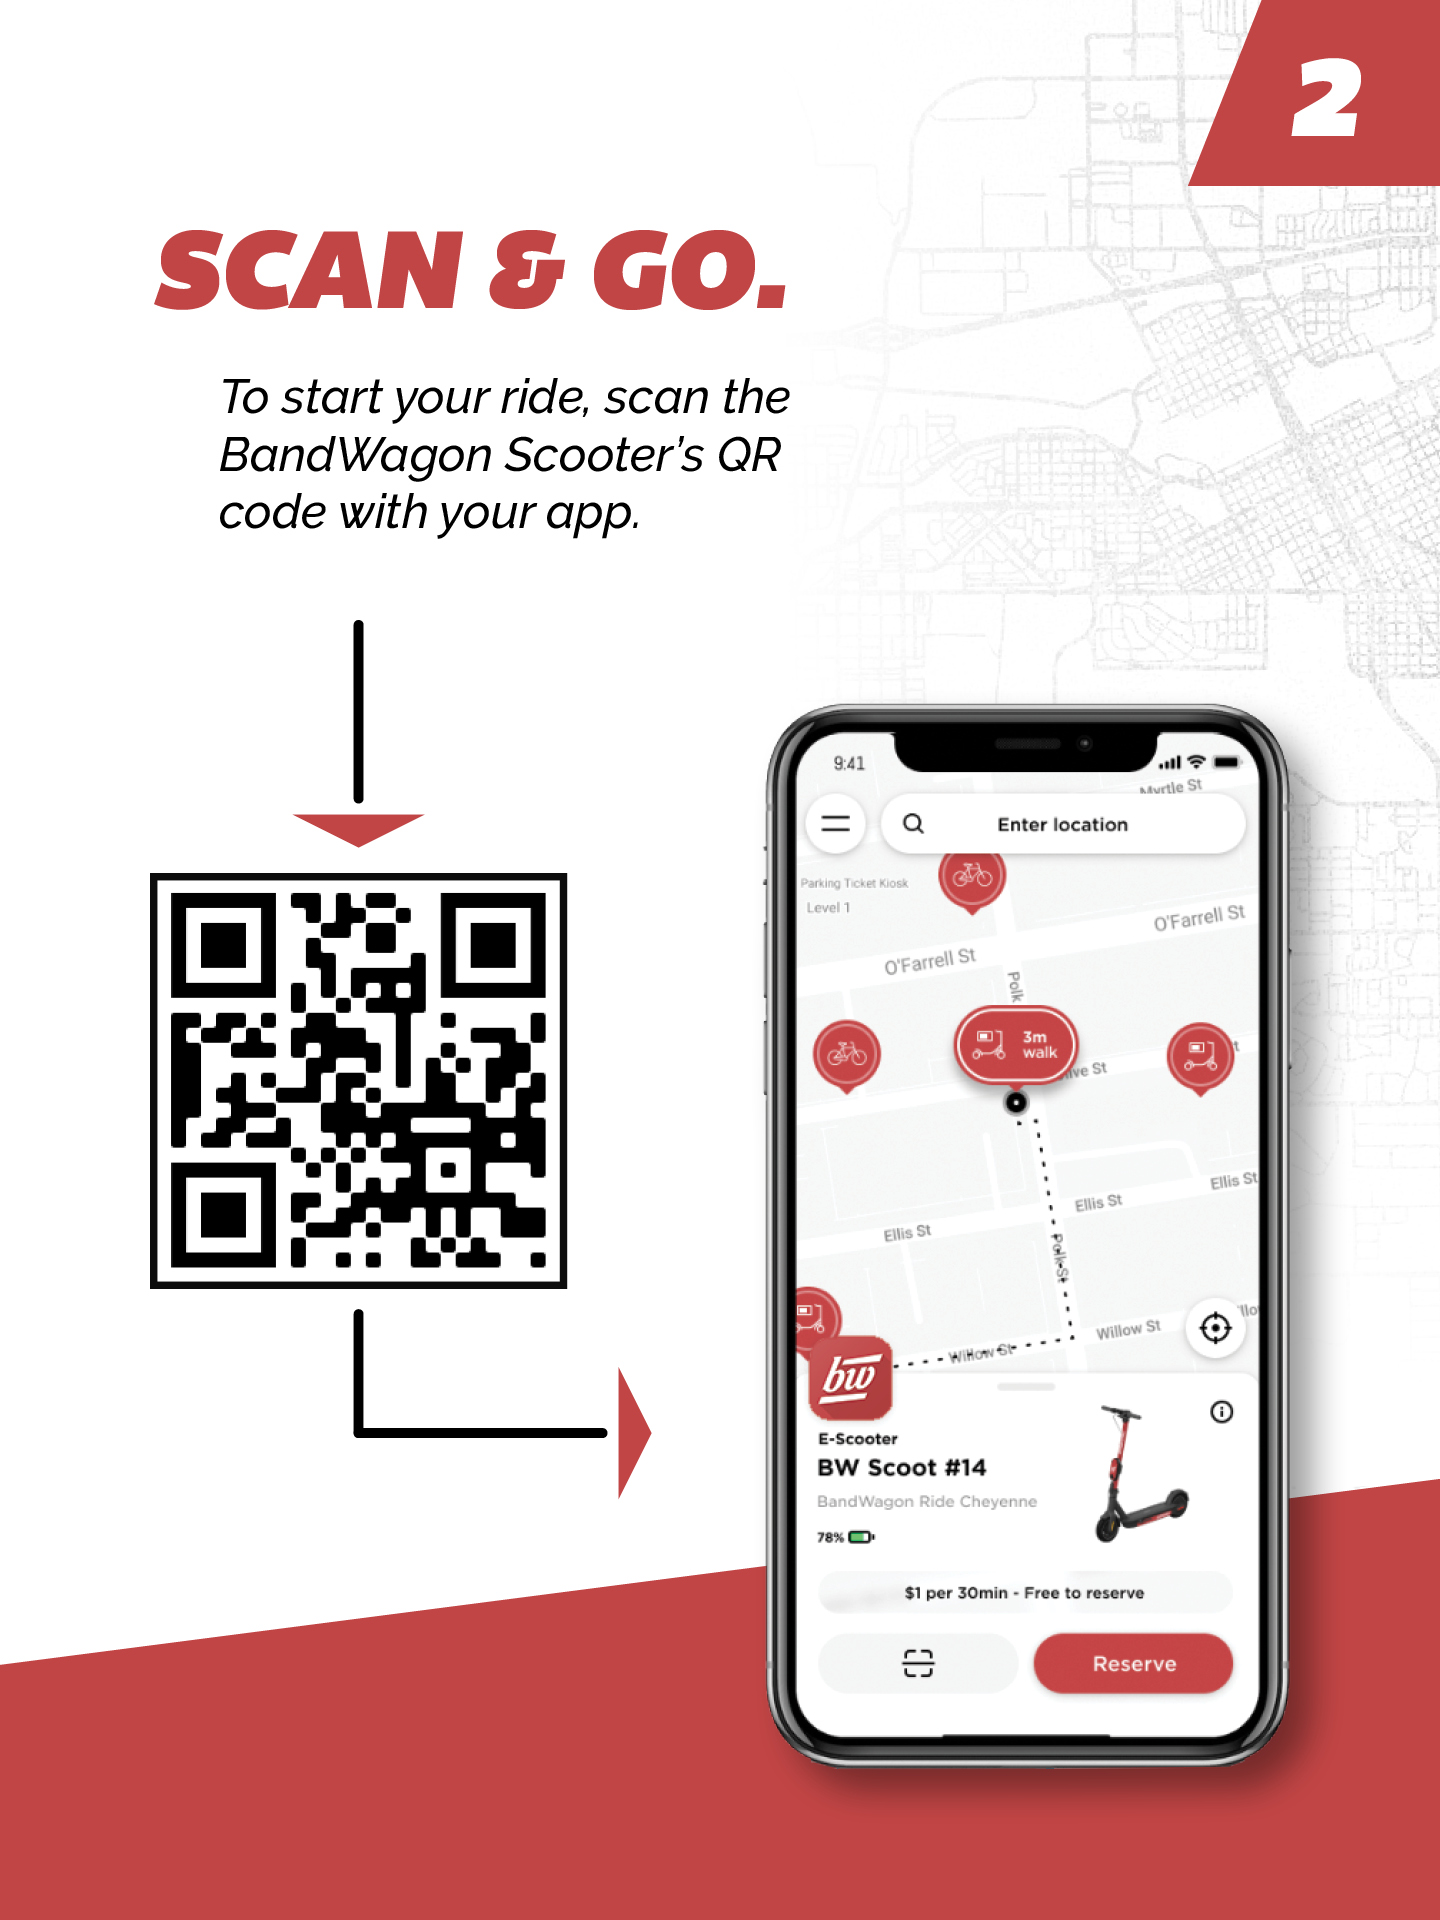 2
SCAN & GO.
To start your ride, scan the
BandWagon Scooter's QR
code with your app.
9:41
Myrtle St
Enter location
Parking Ticket Kiosk
Level 1
O'Farrell St
O'Farrell St
Polk
3m
walk
Ellis St
Ellis St
Ellis St
Polk St
Willow St
Willow St
bw
E-Scooter
BW Scoot #14
BandWagon Ride Cheyenne
78%
$1 per 30min - Free to reserve
Reserve